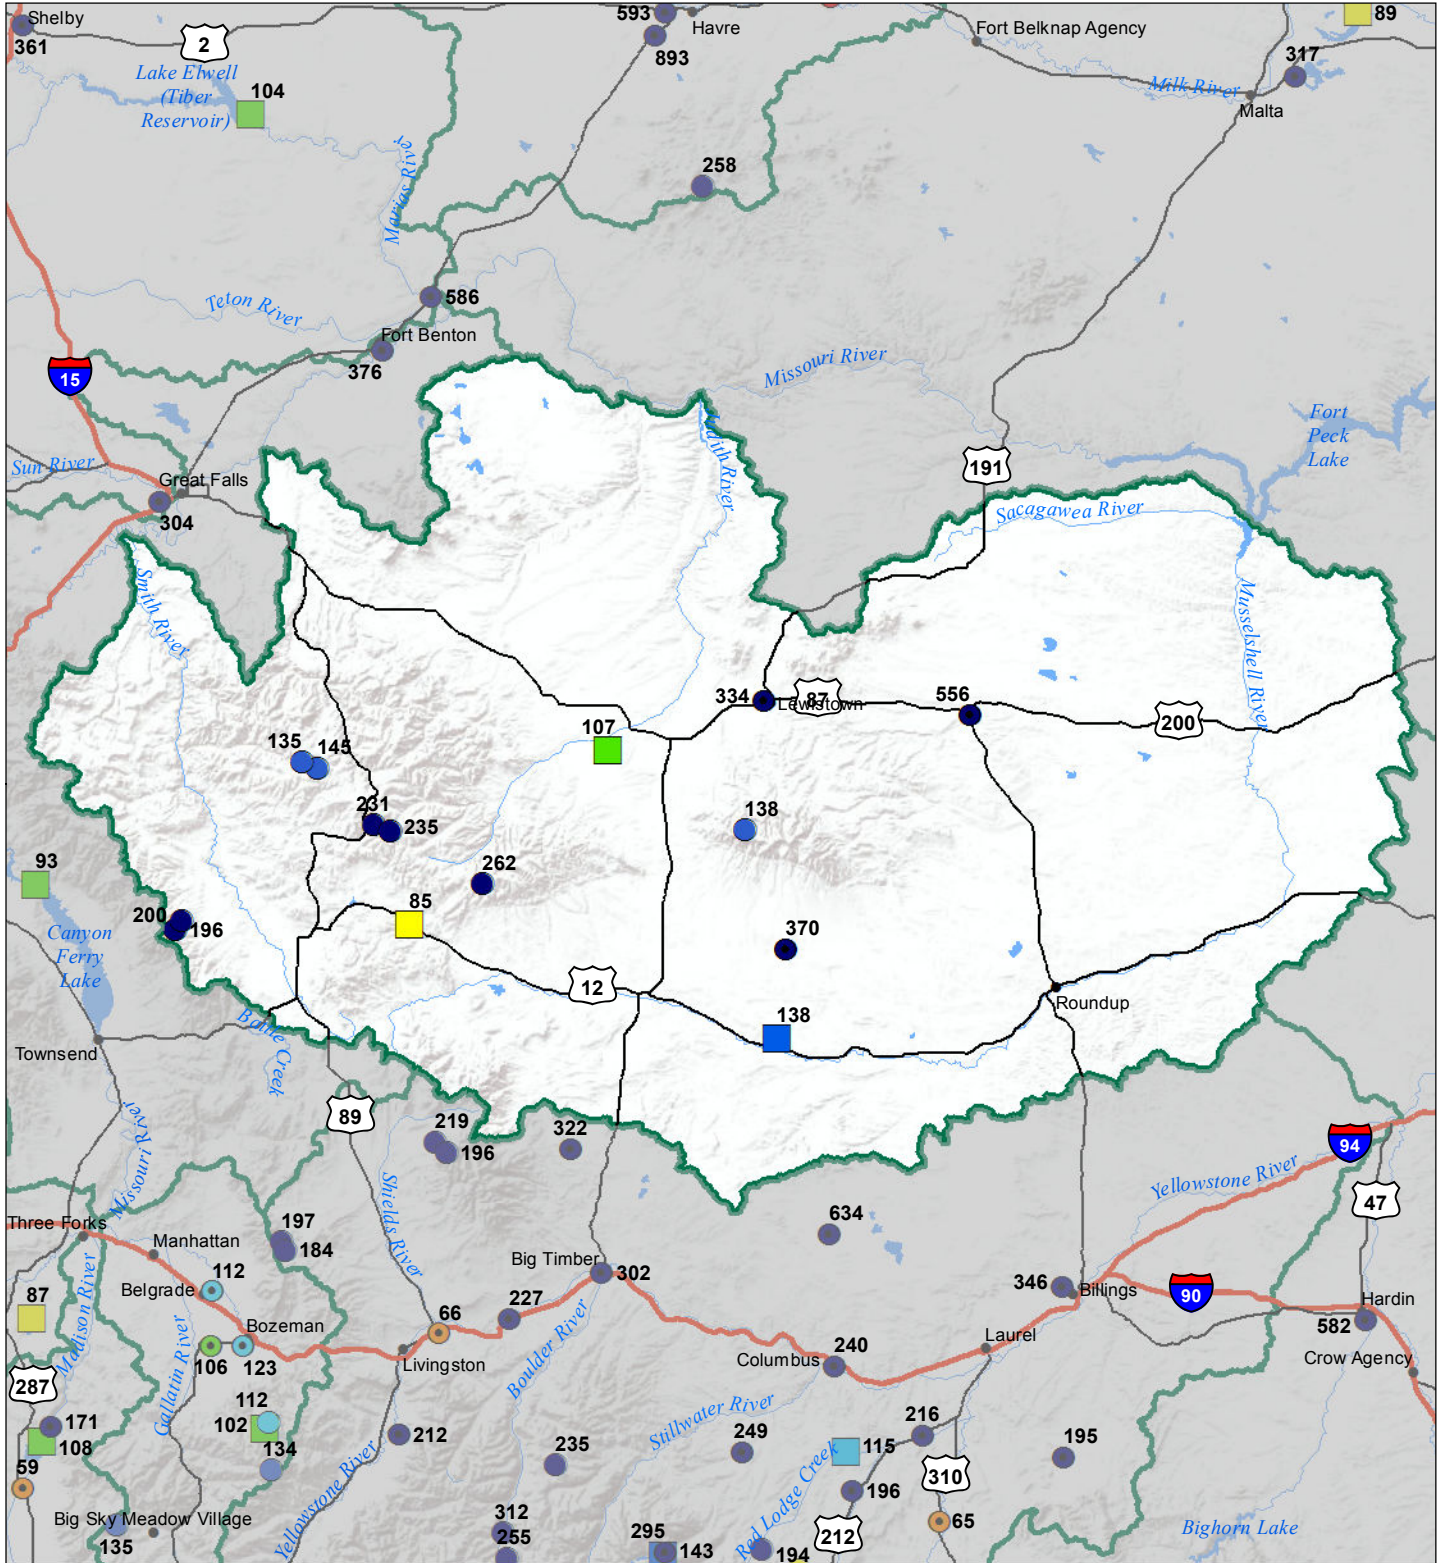 Shelby
361
2
593
Havre
893
Fort Belknap Agency
89
317
Malta
Milk River
Lake Elwell
(Tiber
Reservoir)
104
Marias River
258
Teton River
586
Fort Benton
376
15
Missouri River
Fort
Peck
Lake
Judith River
Sun River
Great Falls
304
191
Sacagawea River
Smith River
Musselshell River
334
87
Lewistown
556
200
107
135
145
231
235
138
262
93
85
200
196
Canyon
Ferry
Lake
370
12
Roundup
138
Battle Creek
Townsend
89
Missouri River
219
196
322
94
Yellowstone River
47
Shields River
Three Forks
197
184
Manhattan
634
Big Timber
302
112
Belgrade
346
Billings
90
Hardin
582
87
Madison River
66
227
Bozeman
Gallatin River
106
123
Livingston
Boulder River
Columbus
240
Laurel
Crow Agency
287
112
102
171
108
134
212
Stillwater River
235
249
216
115
195
59
Yellowstone River
Red Lodge Creek
310
196
Big Sky Meadow Village
135
312
255
295
143
194
212
65
Bighorn Lake